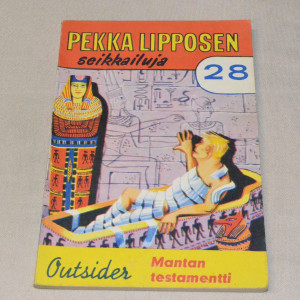 PEKKA LIPPOSEN
seikkailuja
28
Outsider
Mantan
testamentti